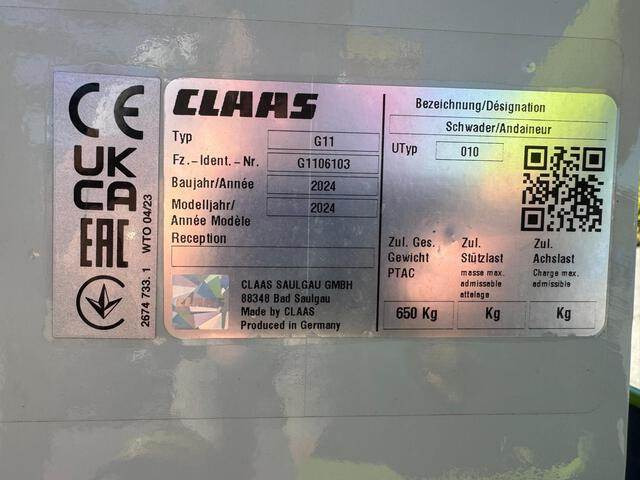 CE
UK
CA
EAC
2674 733. 1 WTO 04/23
CLAAS
Typ G11
Fz.-Ident.-Nr. G1106103
Baujahr/Année 2024
Modelljahr/ 2024
Année Modèle
Reception
CLAAS SAULGAU GMBH
88348 Bad Saulgau
Made by CLAAS
Produced in Germany
Bezeichnung/Désignation
Schwader/Andaineur
UTyp 010
Zul. Ges.
Gewicht
PTAC
650 Kg
Zul.
Stützlast
masse max.
admissable
attelage
Kg
Zul.
Achslast
Charge max.
admissible
Kg